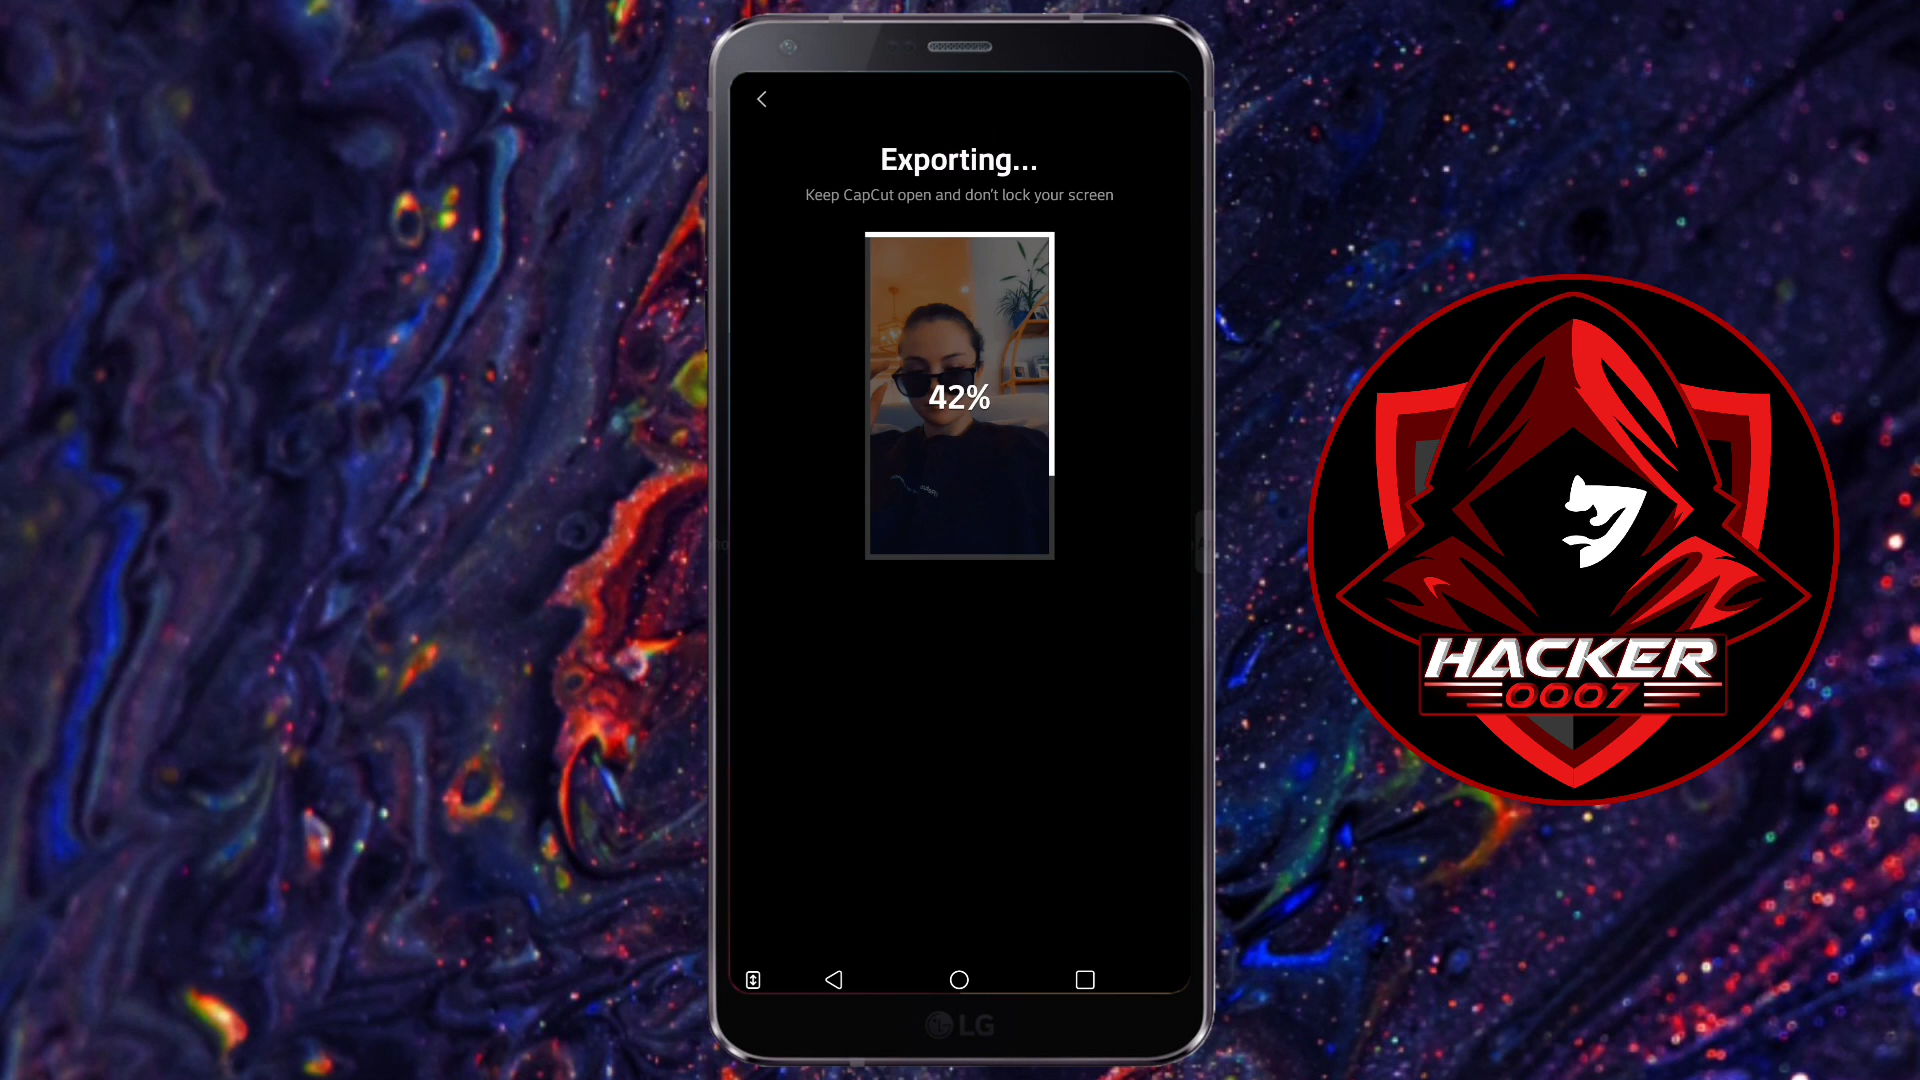 Exporting...
Keep CapCut open and don't lock your screen
42%
LG
HACKER
0007